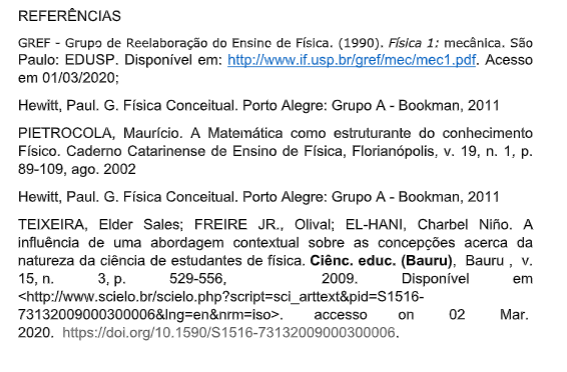 REFERÊNCIAS
GREF - Grupo de Reelaboração do Ensino de Física. (1990). Física 1: mecânica. São
Paulo: EDUSP. Disponível em: http://www.if.usp.br/gref/mec/mec1.pdf. Acesso
em 01/03/2020;
Hewitt, Paul. G. Física Conceitual. Porto Alegre: Grupo A - Bookman, 2011
PIETROCOLA, Maurício. A Matemática como estruturante do conhecimento
Físico. Caderno Catarinense de Ensino de Física, Florianópolis, v. 19, n. 1, p.
89-109, ago. 2002
Hewitt, Paul. G. Física Conceitual. Porto Alegre: Grupo A - Bookman, 2011
TEIXEIRA, Elder Sales; FREIRE JR., Olival; EL-HANI, Charbel Niño. A
influência de uma abordagem contextual sobre as concepções acerca da
natureza da ciência de estudantes de física. Ciênc. educ. (Bauru), Bauru , v.
15, n. 3, p. 529-556, 2009. Disponível em
<http://www.scielo.br/scielo.php?script=sci_arttext&pid=S1516-
73132009000300006&lng=en&nrm=iso>. accesso on 02 Mar.
2020. https://doi.org/10.1590/S1516-73132009000300006.